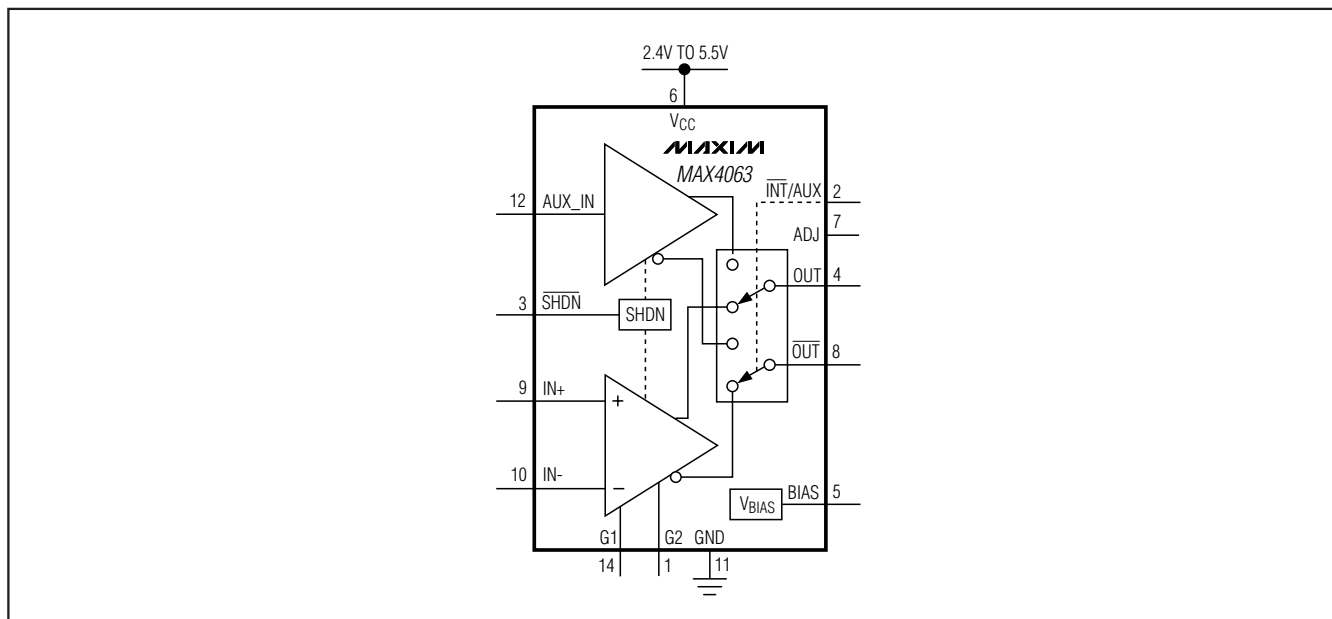 2.4V TO 5.5V
6
VCC
MAXIM
MAX4063
12 AUX_IN
INT/AUX 2
7
ADJ
OUT 4
3 SHDN
SHDN
OUT 8
9 IN+
+
10 IN-
−
VBIAS
BIAS 5
G1 G2 GND
14 1 11